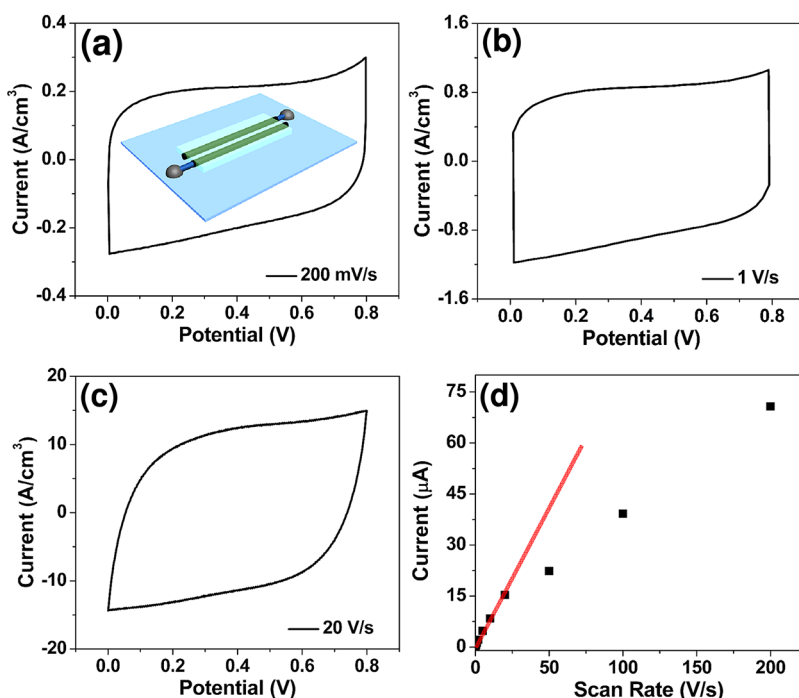 (a)
Current (A/cm³)
0.4
0.2
0.0
-0.2
-0.4
0.0 0.2 0.4 0.6 0.8
Potential (V)
200 mV/s
(b)
Current (A/cm³)
1.6
0.8
0.0
-0.8
-1.6
0.0 0.2 0.4 0.6 0.8
Potential (V)
1 V/s
(c)
Current (A/cm³)
20
10
0
-10
-20
0.0 0.2 0.4 0.6 0.8
Potential (V)
20 V/s
(d)
Current (μA)
75
60
45
30
15
0
0 50 100 150 200
Scan Rate (V/s)